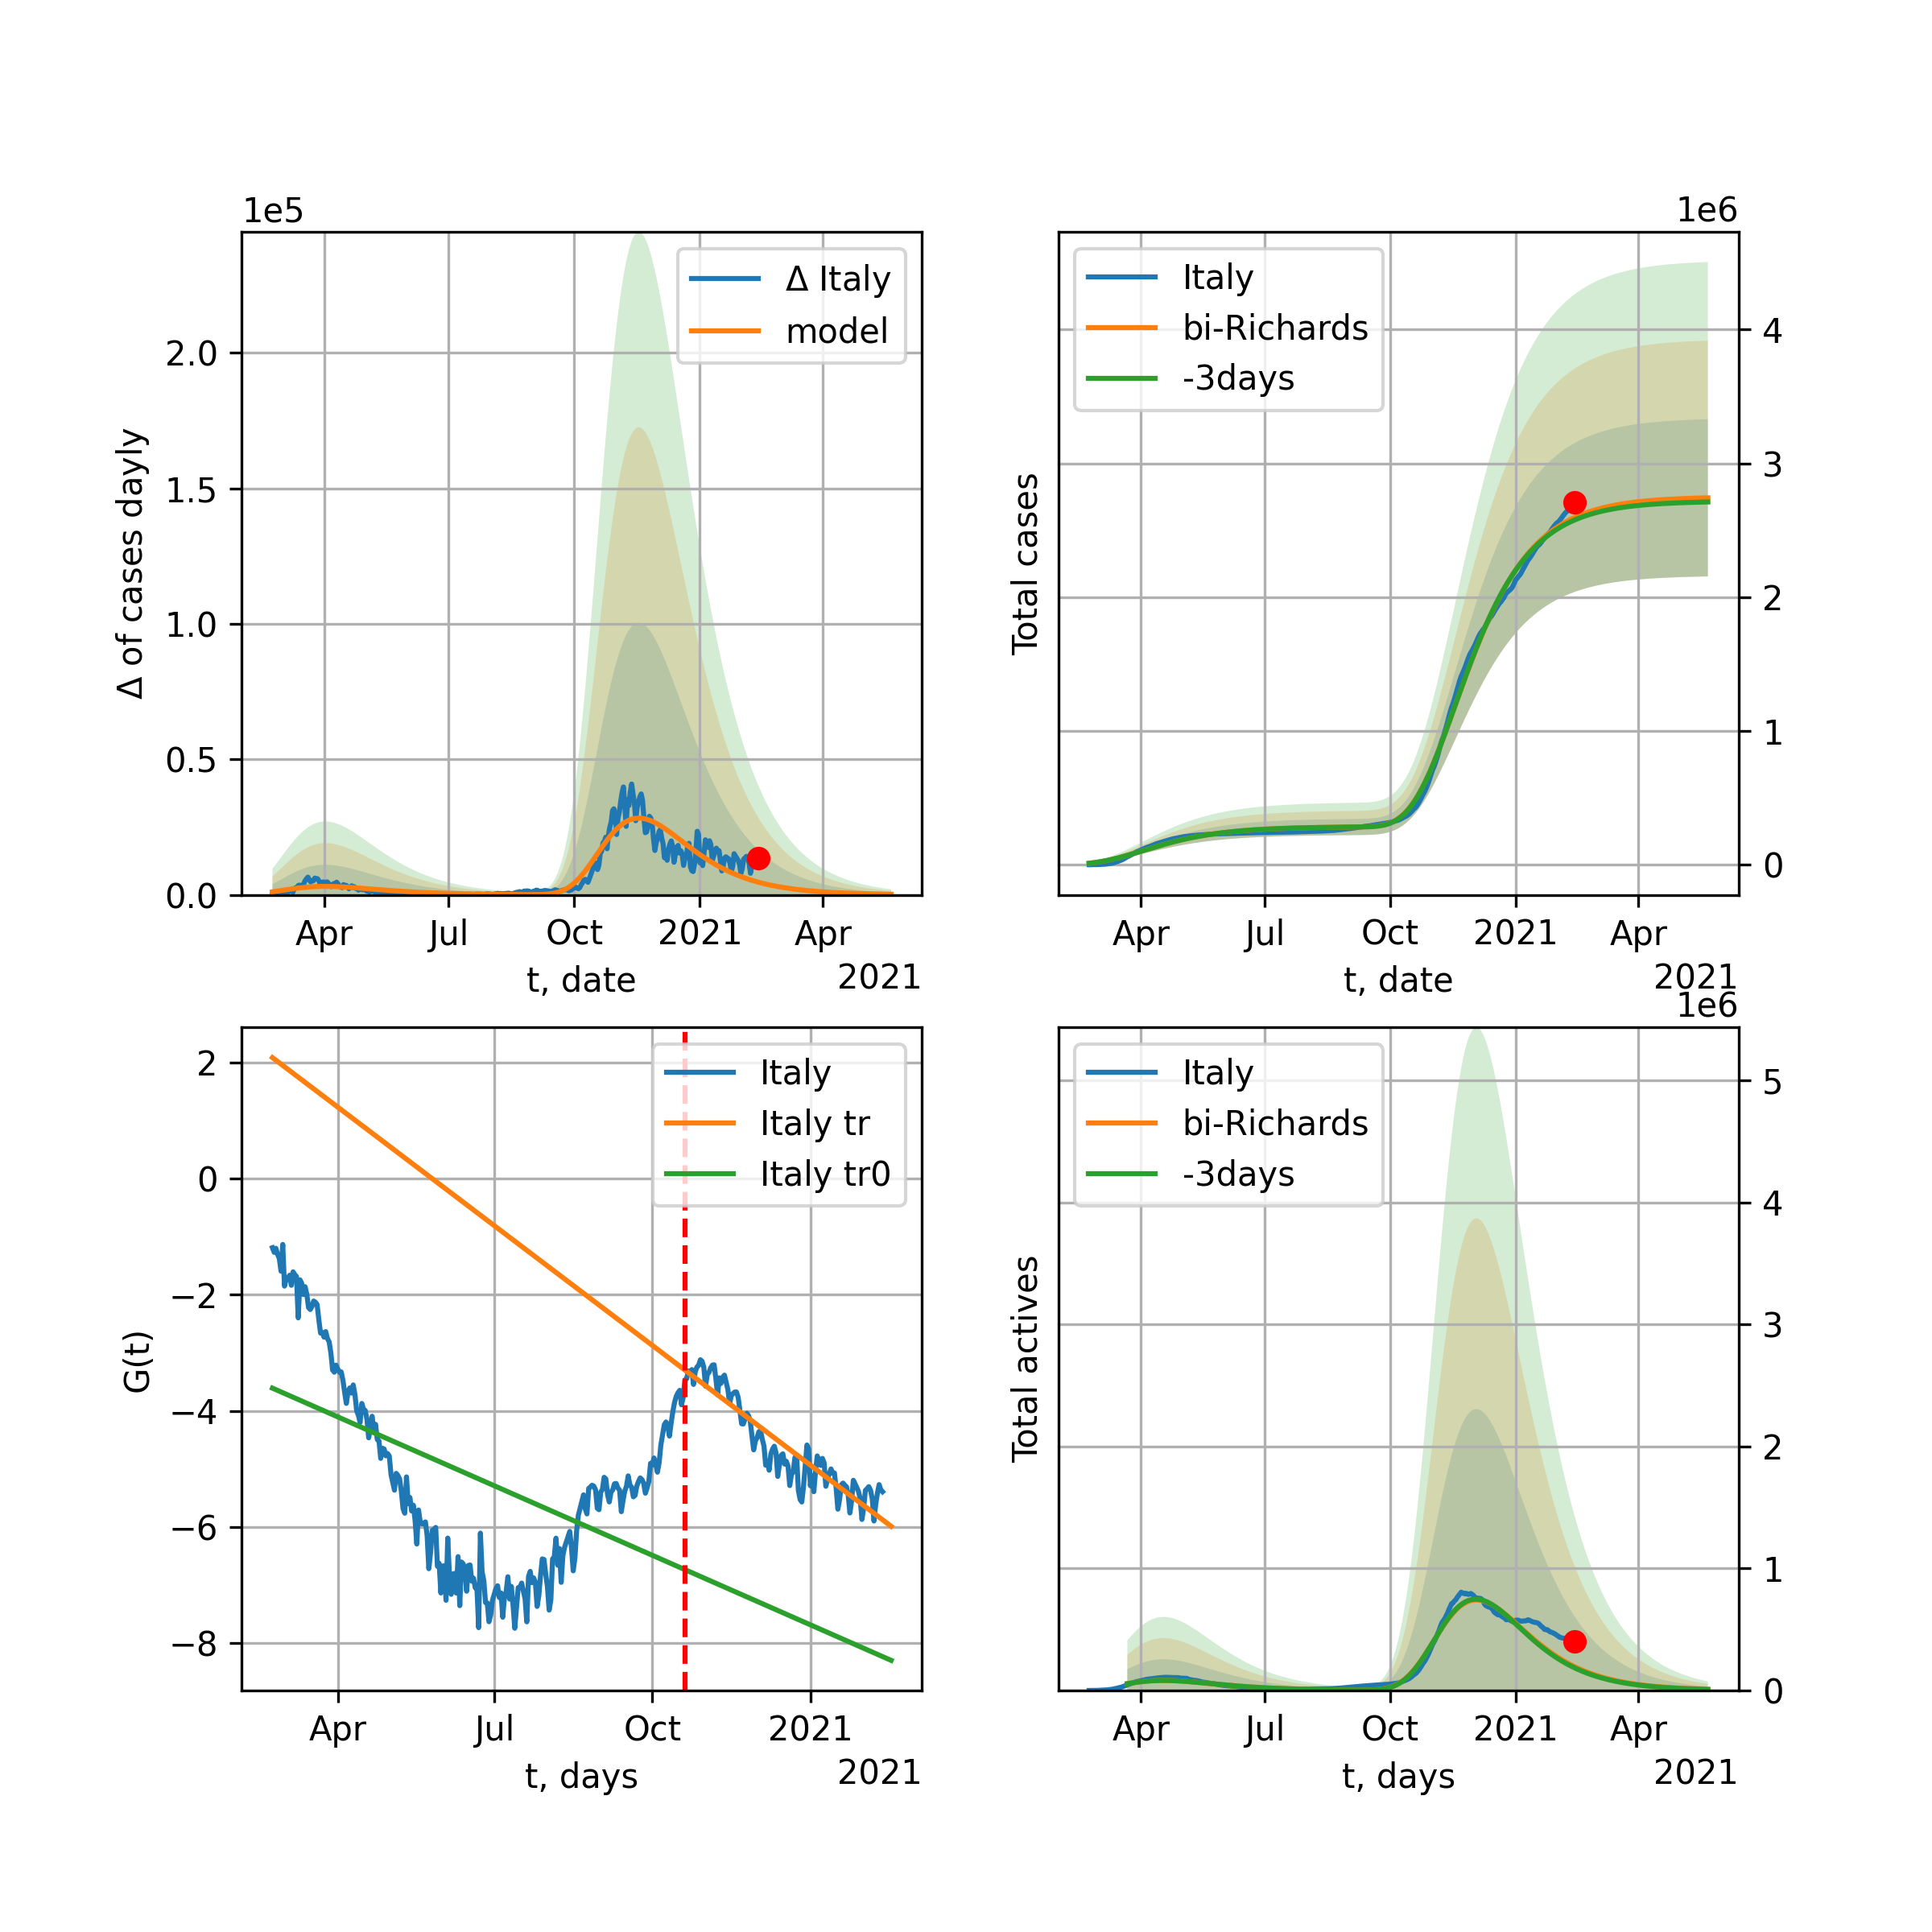 1e5
Δ of cases dayly
2.0
1.5
1.0
0.5
0.0
Δ Italy
model
Apr Jul Oct 2021 Apr
t, date
2021
1e6
Total cases
Italy
bi-Richards
-3days
4
3
2
1
0
Apr Jul Oct 2021 Apr
t, date
2021
G(t)
2
0
−2
−4
−6
−8
Italy
Italy tr
Italy tr0
Apr Jul Oct 2021
t, days
2021
1e6
Total actives
Italy
bi-Richards
-3days
5
4
3
2
1
0
Apr Jul Oct 2021 Apr
t, days
2021